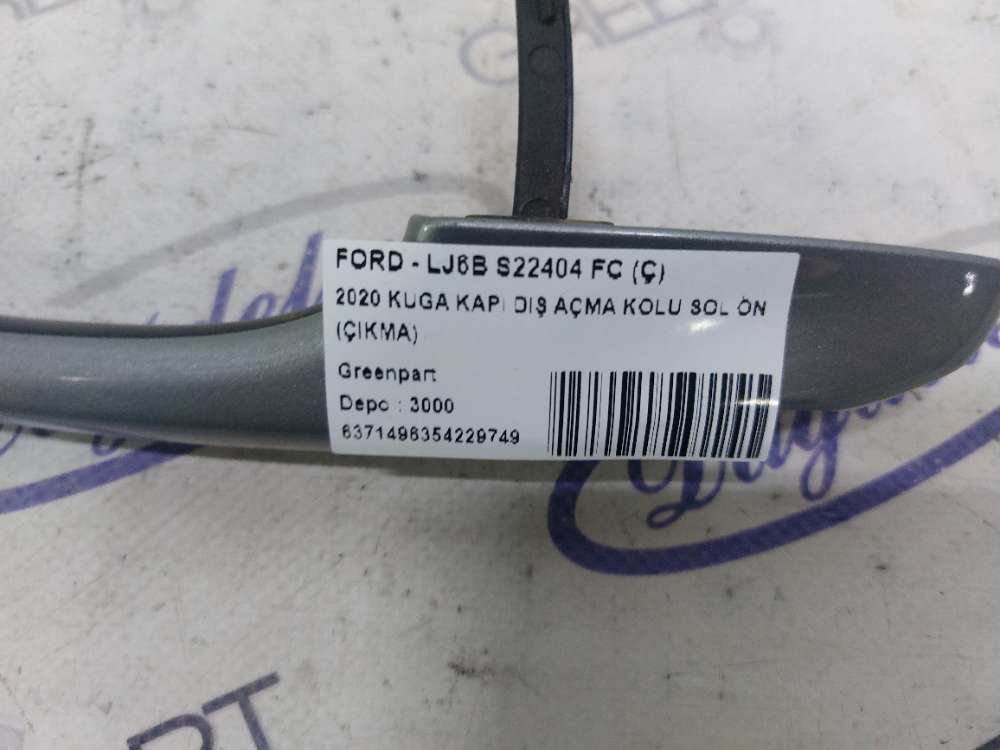 FORD - LJ6B S22404 FC (Ç)
2020 KUGA KAPI DIŞ AÇMA KOLU SOL ÖN
(ÇIKMA)
Greenpart
Depo : 3000
6371496354229749